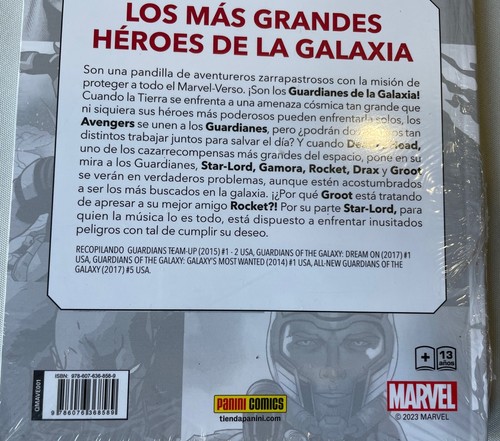 LOS MÁS GRANDES
HÉROES DE LA GALAXIA
Son una pandilla de aventureros zarrapastrosos con la misión de
proteger a todo el Marvel-Verso. ¡Son los Guardianes de la Galaxia!
Cuando la Tierra se enfrenta a una amenaza cósmica tan grande que
ni siquiera sus héroes más poderosos pueden enfrentarla solos, los
Avengers se unen a los Guardianes, pero ¿podrán dos tan
distintos trabajar juntos para salvar el día? Y cuando
uno de los cazarrecompensas más grandes del espacio, pone en su
mira a los Guardianes, Star-Lord, Gamora, Rocket, Drax y Groot
se verán en verdaderos problemas, aunque estén acostumbrados
a ser los más buscados en la galaxia. ¡¿Por qué Groot está tratando
de apresar a su mejor amigo Rocket?! Por su parte Star-Lord, para
quien la música lo es todo, está dispuesto a enfrentar inusitados
peligros con tal de cumplir su deseo.
RECOPILANDO GUARDIANS TEAM-UP (2015) #1 - 2 USA, GUARDIANS OF THE GALAXY: DREAM ON (2017) #1
USA, GUARDIANS OF THE GALAXY: GALAXY'S MOST WANTED (2014) #1 USA, ALL-NEW GUARDIANS OF THE
GALAXY (2017) #5 USA.
ISBN: 978-607-636-856-9
QMAVE001
9 786076 368569
PANINI COMICS
tiendapanini.com
+ 13 años
MARVEL
© 2023 MARVEL